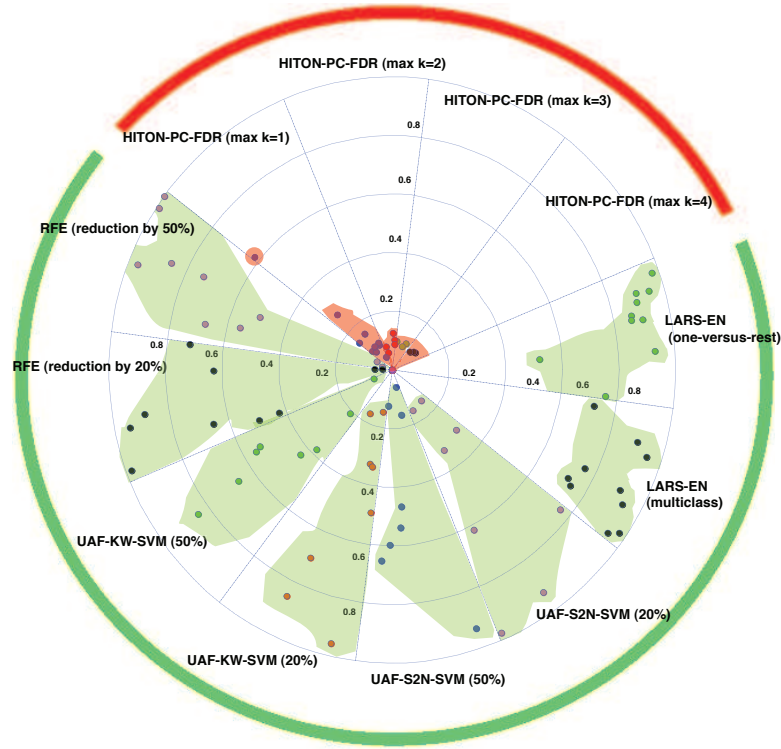 HITON-PC-FDR (max k=2)
HITON-PC-FDR (max k=3)
0.8
HITON-PC-FDR (max k=1)
0.6
HITON-PC-FDR (max k=4)
RFE (reduction by 50%)
0.4
0.2
LARS-EN
(one-versus-rest)
0.8
0.6
0.4
0.2
RFE (reduction by 20%)
0.2
0.4
0.6
0.8
0.2
LARS-EN
(multiclass)
0.4
UAF-KW-SVM (50%)
0.6
0.8
UAF-S2N-SVM (20%)
UAF-KW-SVM (20%)
UAF-S2N-SVM (50%)